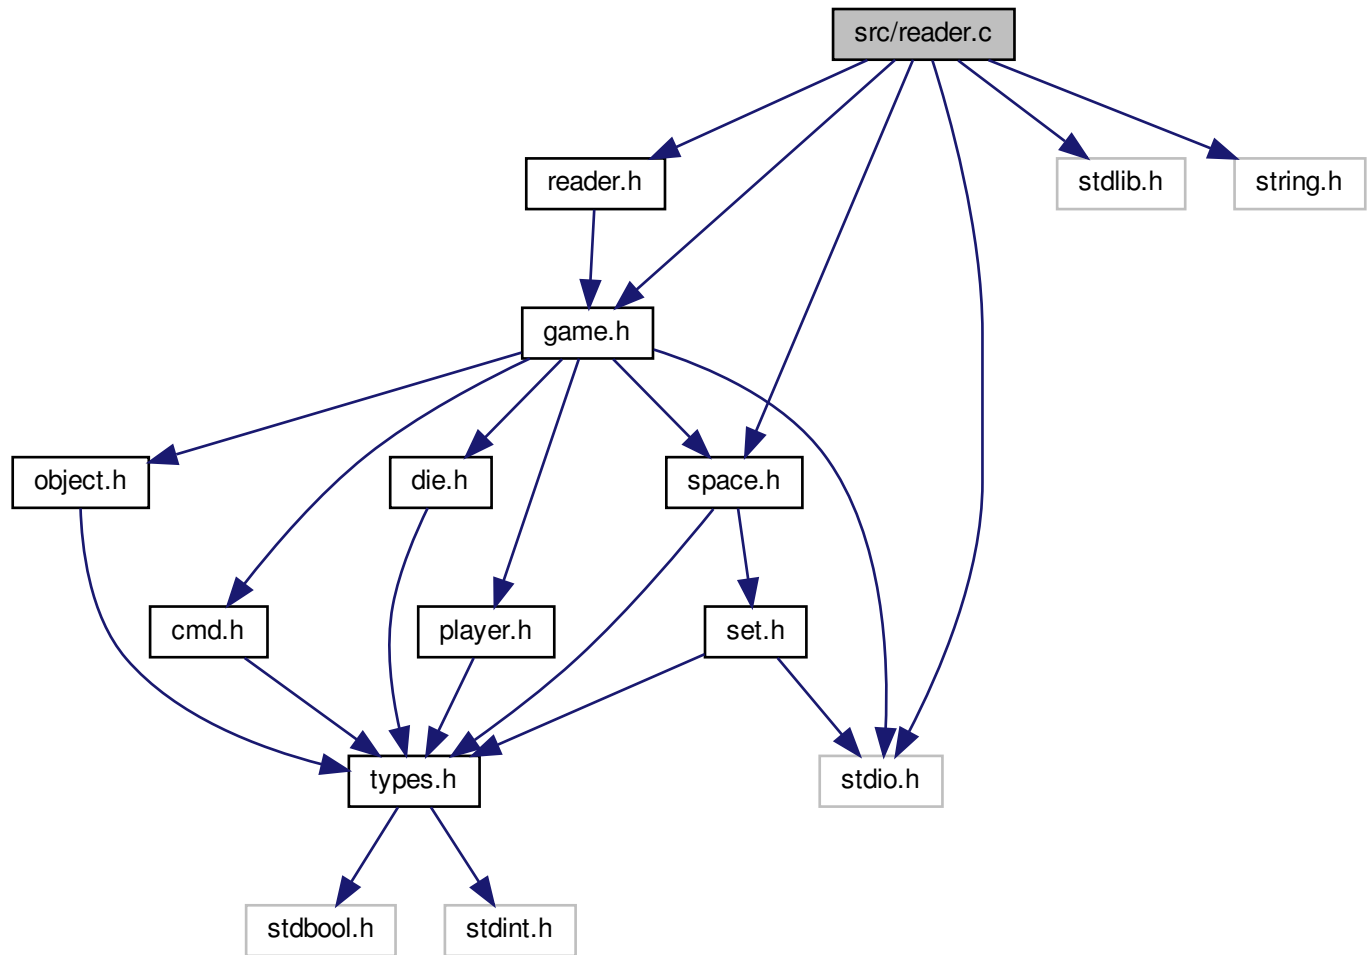 src/reader.c
reader.h
stdlib.h
string.h
game.h
object.h
die.h
space.h
cmd.h
player.h
set.h
types.h
stdio.h
stdbool.h
stdint.h